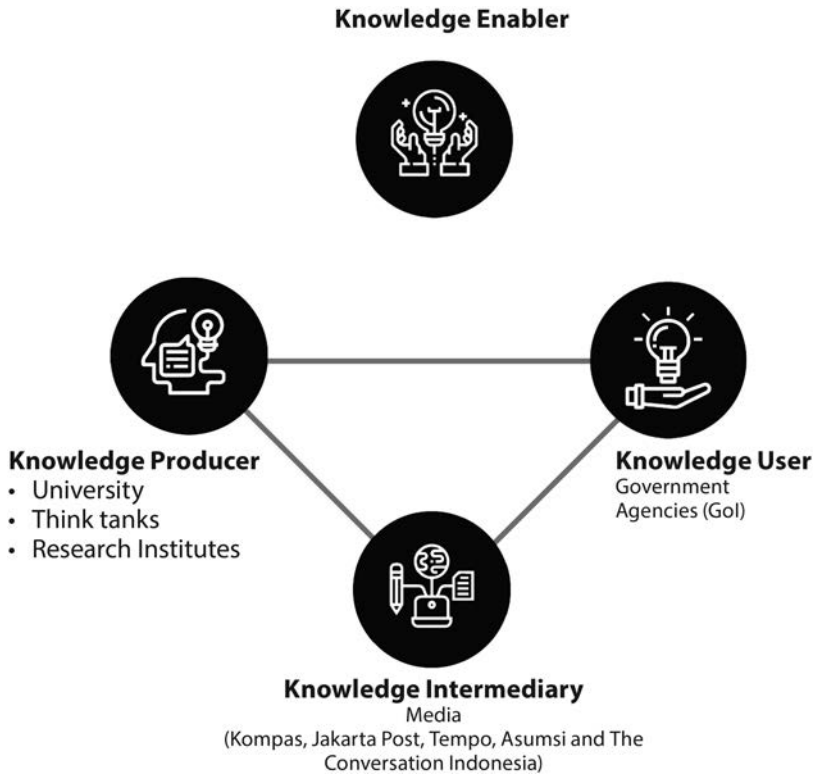 Knowledge Enabler
Knowledge Producer
• University
• Think tanks
• Research Institutes
Knowledge User
Government
Agencies (GoI)
Knowledge Intermediary
Media
(Kompas, Jakarta Post, Tempo, Asumsi and The
Conversation Indonesia)